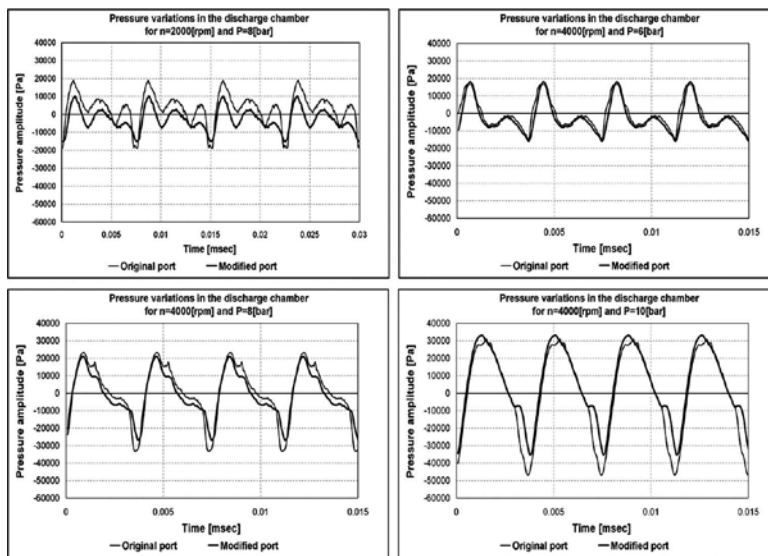 Pressure variations in the discharge chamber
for n=2000[rpm] and P=8[bar]
Pressure amplitude [Pa]
40000
30000
20000
10000
0
-10000
-20000
-30000
-40000
-50000
-60000
0 0.005 0.01 0.015 0.02 0.025 0.03
Time [msec]
Original port Modified port
Pressure variations in the discharge chamber
for n=4000[rpm] and P=6[bar]
Pressure amplitude [Pa]
40000
30000
20000
10000
0
-10000
-20000
-30000
-40000
-50000
-60000
0 0.005 0.01 0.015
Time [msec]
Original port Modified port
Pressure variations in the discharge chamber
for n=4000[rpm] and P=8[bar]
Pressure amplitude [Pa]
40000
30000
20000
10000
0
-10000
-20000
-30000
-40000
-50000
-60000
0 0.005 0.01 0.015
Time [msec]
Original port Modified port
Pressure variations in the discharge chamber
for n=4000[rpm] and P=10[bar]
Pressure amplitude [Pa]
40000
30000
20000
10000
0
-10000
-20000
-30000
-40000
-50000
-60000
0 0.005 0.01 0.015
Time [msec]
Original port Modified port